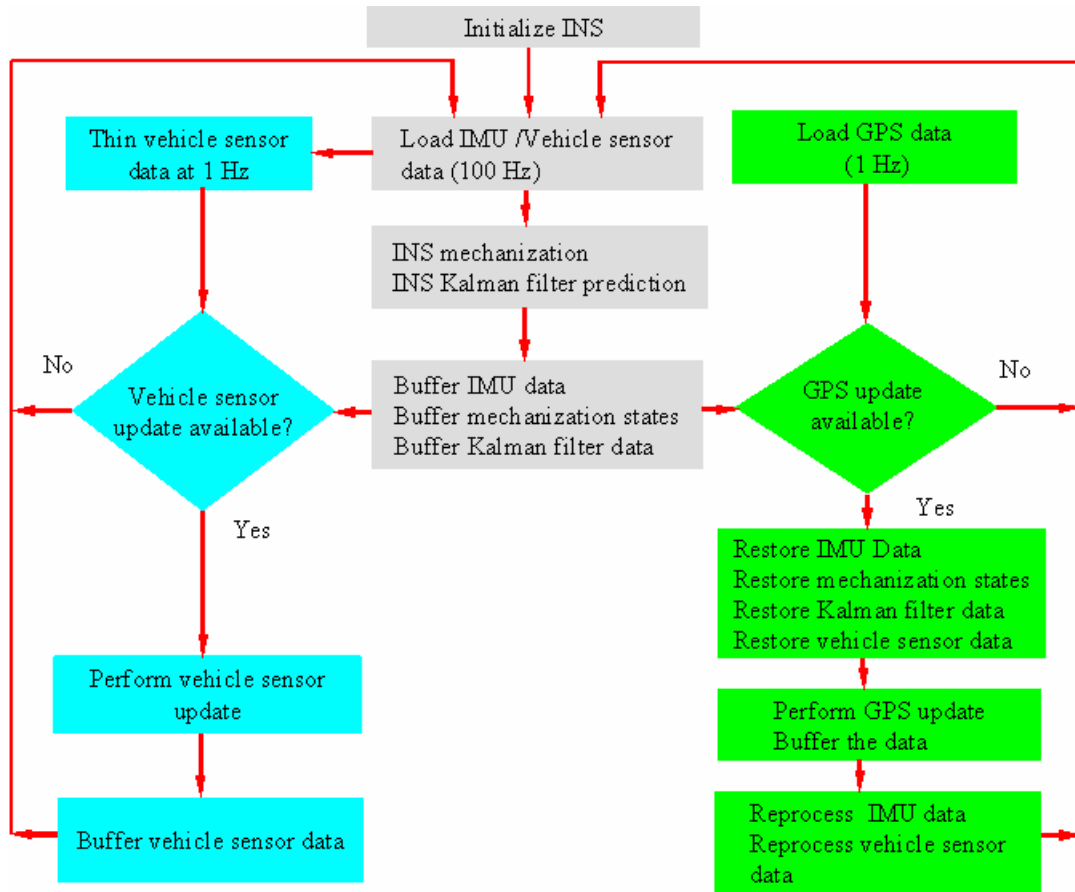 Initialize INS
Thin vehicle sensor
data at 1 Hz
Load IMU /Vehicle sensor
data (100 Hz)
Load GPS data
(1 Hz)
INS mechanization
INS Kalman filter prediction
No
Vehicle sensor
update available?
Buffer IMU data
Buffer mechanization states
Buffer Kalman filter data
GPS update
available?
No
Yes
Yes
Restore IMU Data
Restore mechanization states
Restore Kalman filter data
Restore vehicle sensor data
Perform vehicle sensor
update
Perform GPS update
Buffer the data
Buffer vehicle sensor data
Reprocess IMU data
Reprocess vehicle sensor
data